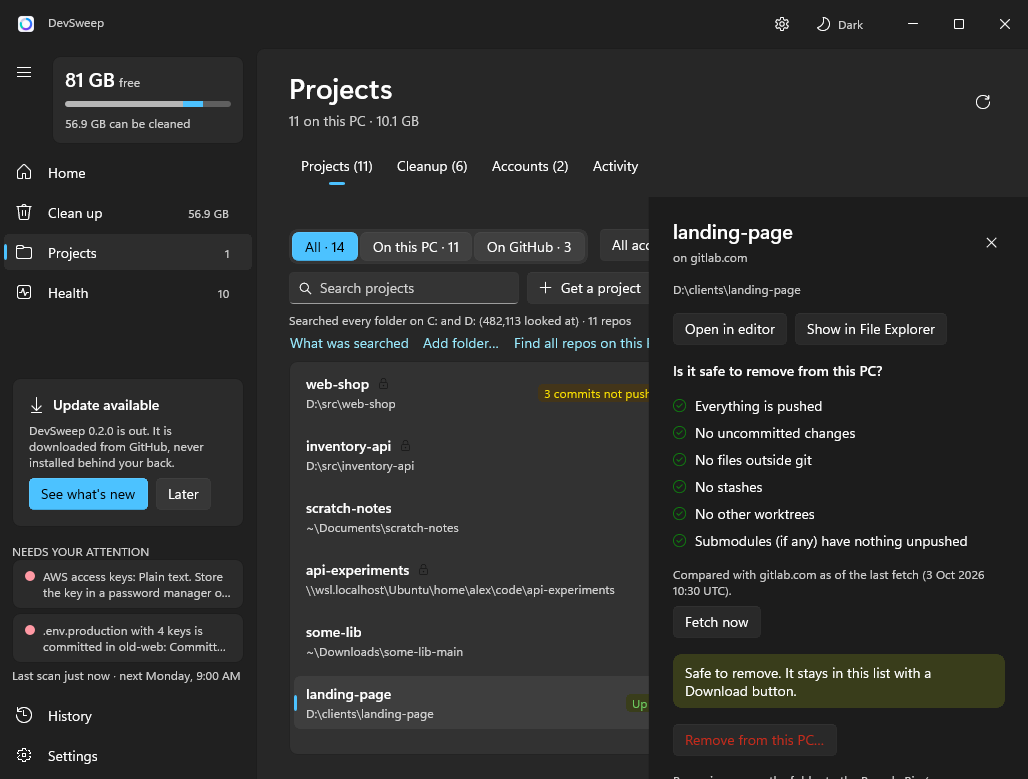 DevSweep
Dark
81 GB free
56.9 GB can be cleaned
Home
Clean up 56.9 GB
Projects 1
Health 10
Update available
DevSweep 0.2.0 is out. It is
downloaded from GitHub, never
installed behind your back.
See what's new Later
NEEDS YOUR ATTENTION
AWS access keys: Plain text. Store
the key in a password manager o...
.env.production with 4 keys is
committed in old-web: Committ...
Last scan just now · next Monday, 9:00 AM
History
Settings
Projects
11 on this PC · 10.1 GB
Projects (11) Cleanup (6) Accounts (2) Activity
All · 14 On this PC · 11 On GitHub · 3 All
Search projects
Get a project
Searched every folder on C: and D: (482,113 looked at) · 11 repos
What was searched Add folder... Find all repos on this
web-shop
D:\src\web-shop
3 commits not push
inventory-api
D:\src\inventory-api
scratch-notes
~\Documents\scratch-notes
api-experiments
\\wsl.localhost\Ubuntu\home\alex\code\api-experiments
some-lib
~\Downloads\some-lib-main
landing-page
D:\clients\landing-page
Up
landing-page
on gitlab.com
D:\clients\landing-page
Open in editor Show in File Explorer
Is it safe to remove from this PC?
Everything is pushed
No uncommitted changes
No files outside git
No stashes
No other worktrees
Submodules (if any) have nothing unpushed
Compared with gitlab.com as of the last fetch (3 Oct 2026
10:30 UTC).
Fetch now
Safe to remove. It stays in this list with a
Download button.
Remove from this PC...